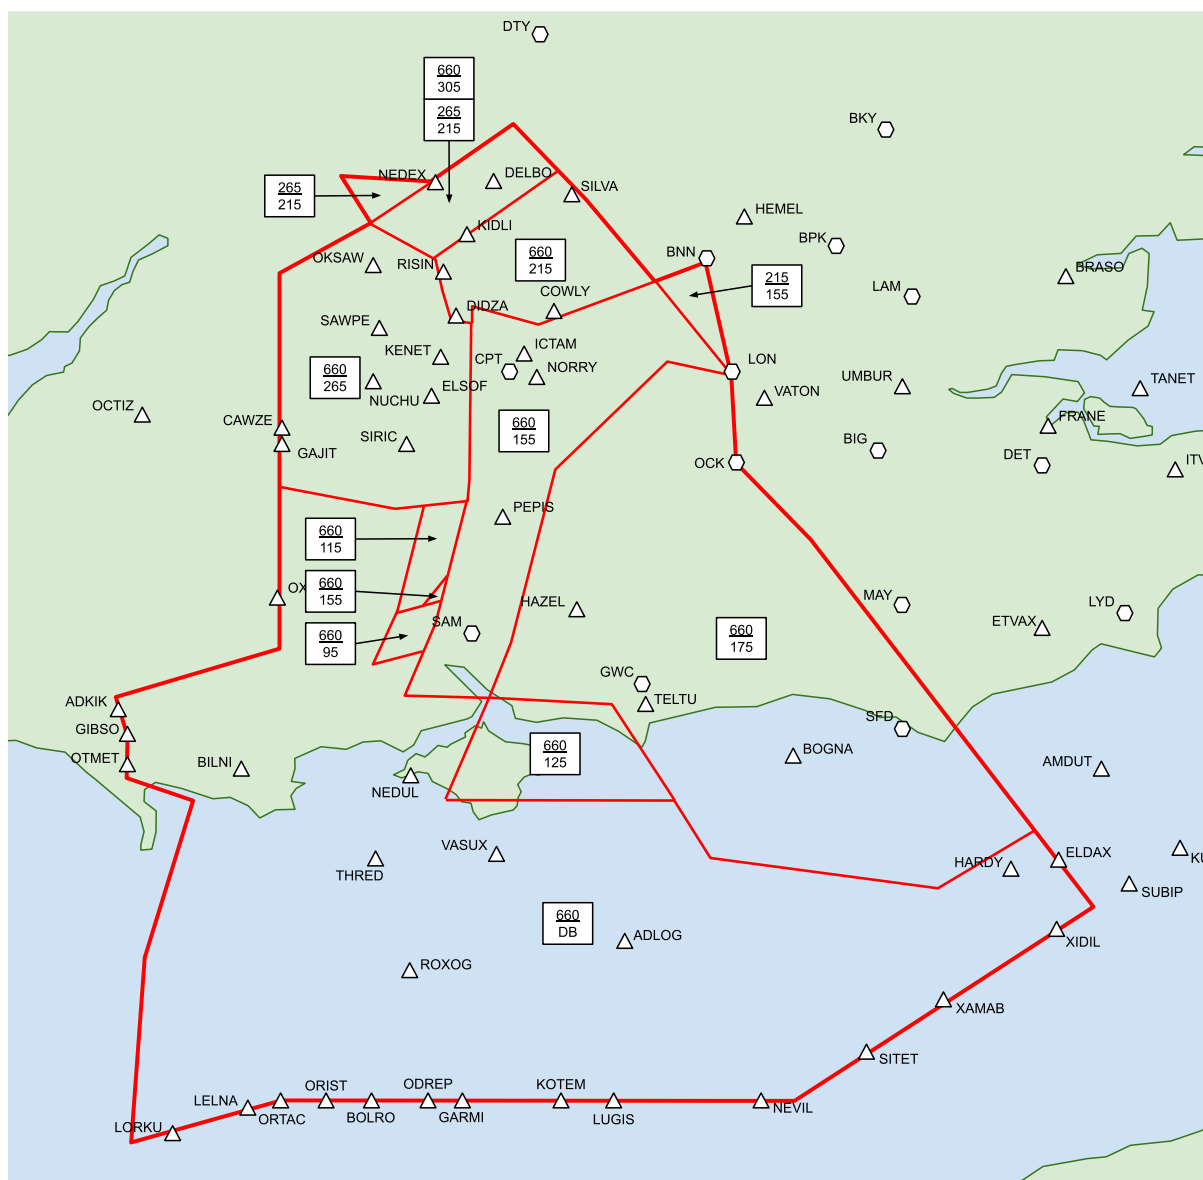 DTY
660
305
265
215
BKY
NEDEX
DELBO
SILVA
265
215
HEMEL
KIDLI
BPK
OKSAW
RISIN
660
215
BNN
BRASO
215
155
LAM
COWLY
DIDZA
SAWPE
KENET
ICTAM
CPT
NORRY
LON
660
265
ELSOF
NUCHU
UMBUR
TANET
VATON
OCTIZ
CAWZE
GAJIT
SIRIC
660
155
FRANE
BIG
DET
OCK
ITV
PEPIS
660
115
660
155
OX
HAZEL
MAY
LYD
SAM
ETVAX
660
95
660
175
GWC
TELTU
ADKIK
GIBSO
SFD
OTMET
BILNI
660
125
BOGNA
AMDUT
NEDUL
VASUX
THRED
HARDY
ELDAX
KU
SUBIP
660
DB
ADLOG
XIDIL
ROXOG
XAMAB
SITET
LELNA
ORIST
ODREP
KOTEM
NEVIL
LORKU
ORTAC
BOLRO
GARMI
LUGIS